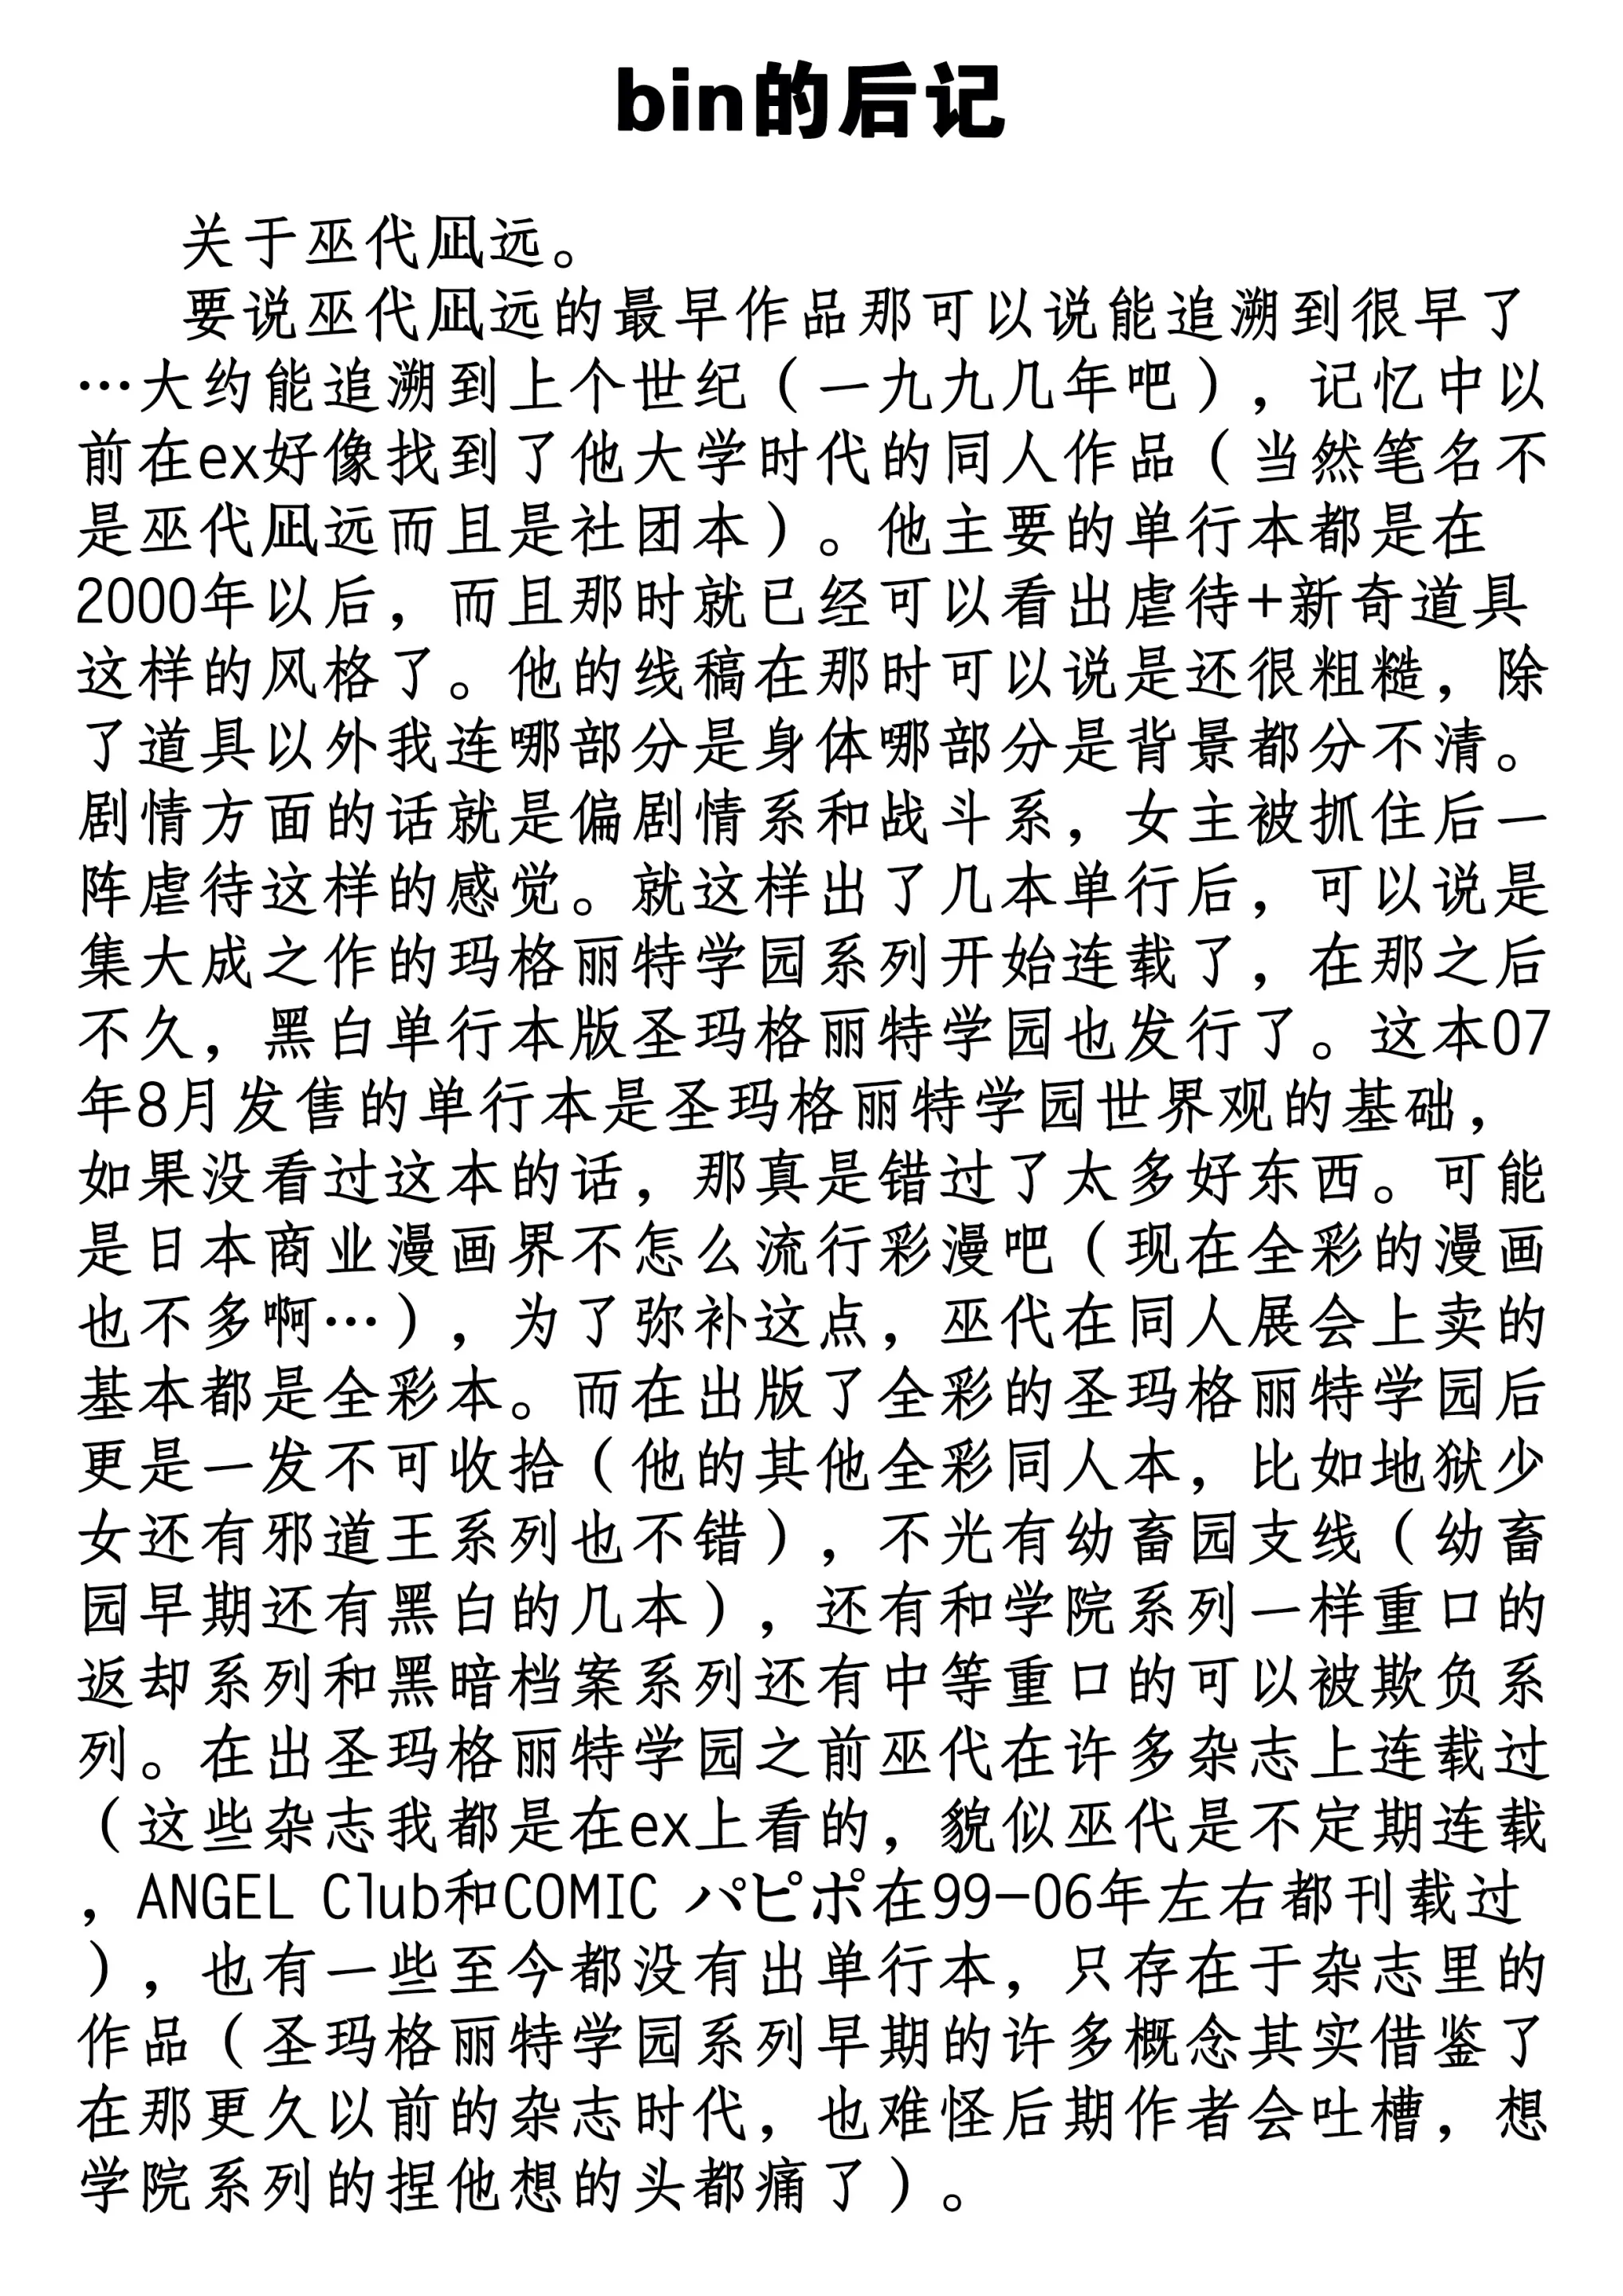 bin的后记
关于巫代凪远。
要说巫代凪远的最早作品那可以说能追溯到很早了
…大约能追溯到上个世纪（一九九几年吧），记忆中以
前在ex好像找到了他大学时代的同人作品（当然笔名不
是巫代凪远而且是社团本）。他主要的单行本都是在
2000年以后，而且那时就已经可以看出虐待+新奇道具
这样的风格了。他的线稿在那时可以说是还很粗糙，除
了道具以外我连哪部分是身体哪部分是背景都分不清。
剧情方面的话就是偏剧情系和战斗系，女主被抓住后一
阵虐待这样的感觉。就这样出了几本单行后，可以说是
集大成之作的玛格丽特学园系列开始连载了，在那之后
不久，黑白单行本版圣玛格丽特学园也发行了。这本07
年8月发售的单行本是圣玛格丽特学园世界观的基础，
如果没看过这本的话，那真是错过了太多好东西。可能
是日本商业漫画界不怎么流行彩漫吧（现在全彩的漫画
也不多啊…），为了弥补这点，巫代在同人展会上卖的
基本都是全彩本。而在出版了全彩的圣玛格丽特学园后
更是一发不可收拾（他的其他全彩同人本，比如地狱少
女还有邪道王系列也不错），不光有幼畜园支线（幼畜
园早期还有黑白的几本），还有和学院系列一样重口的
返却系列和黑暗档案系列还有中等重口的可以被欺负系
列。在出圣玛格丽特学园之前巫代在许多杂志上连载过
（这些杂志我都是在ex上看的，貌似巫代是不定期连载
，ANGEL Club和COMIC パピポ在99-06年左右都刊载过
），也有一些至今都没有出单行本，只存在于杂志里的
作品（圣玛格丽特学园系列早期的许多概念其实借鉴了
在那更久以前的杂志时代，也难怪后期作者会吐槽，想
学院系列的捏他想的头都痛了）。